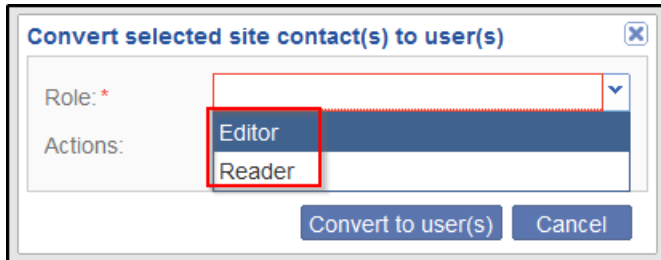 Convert selected site contact(s) to user(s)
Role:*
Editor
Actions:
Reader
Convert to user(s) Cancel